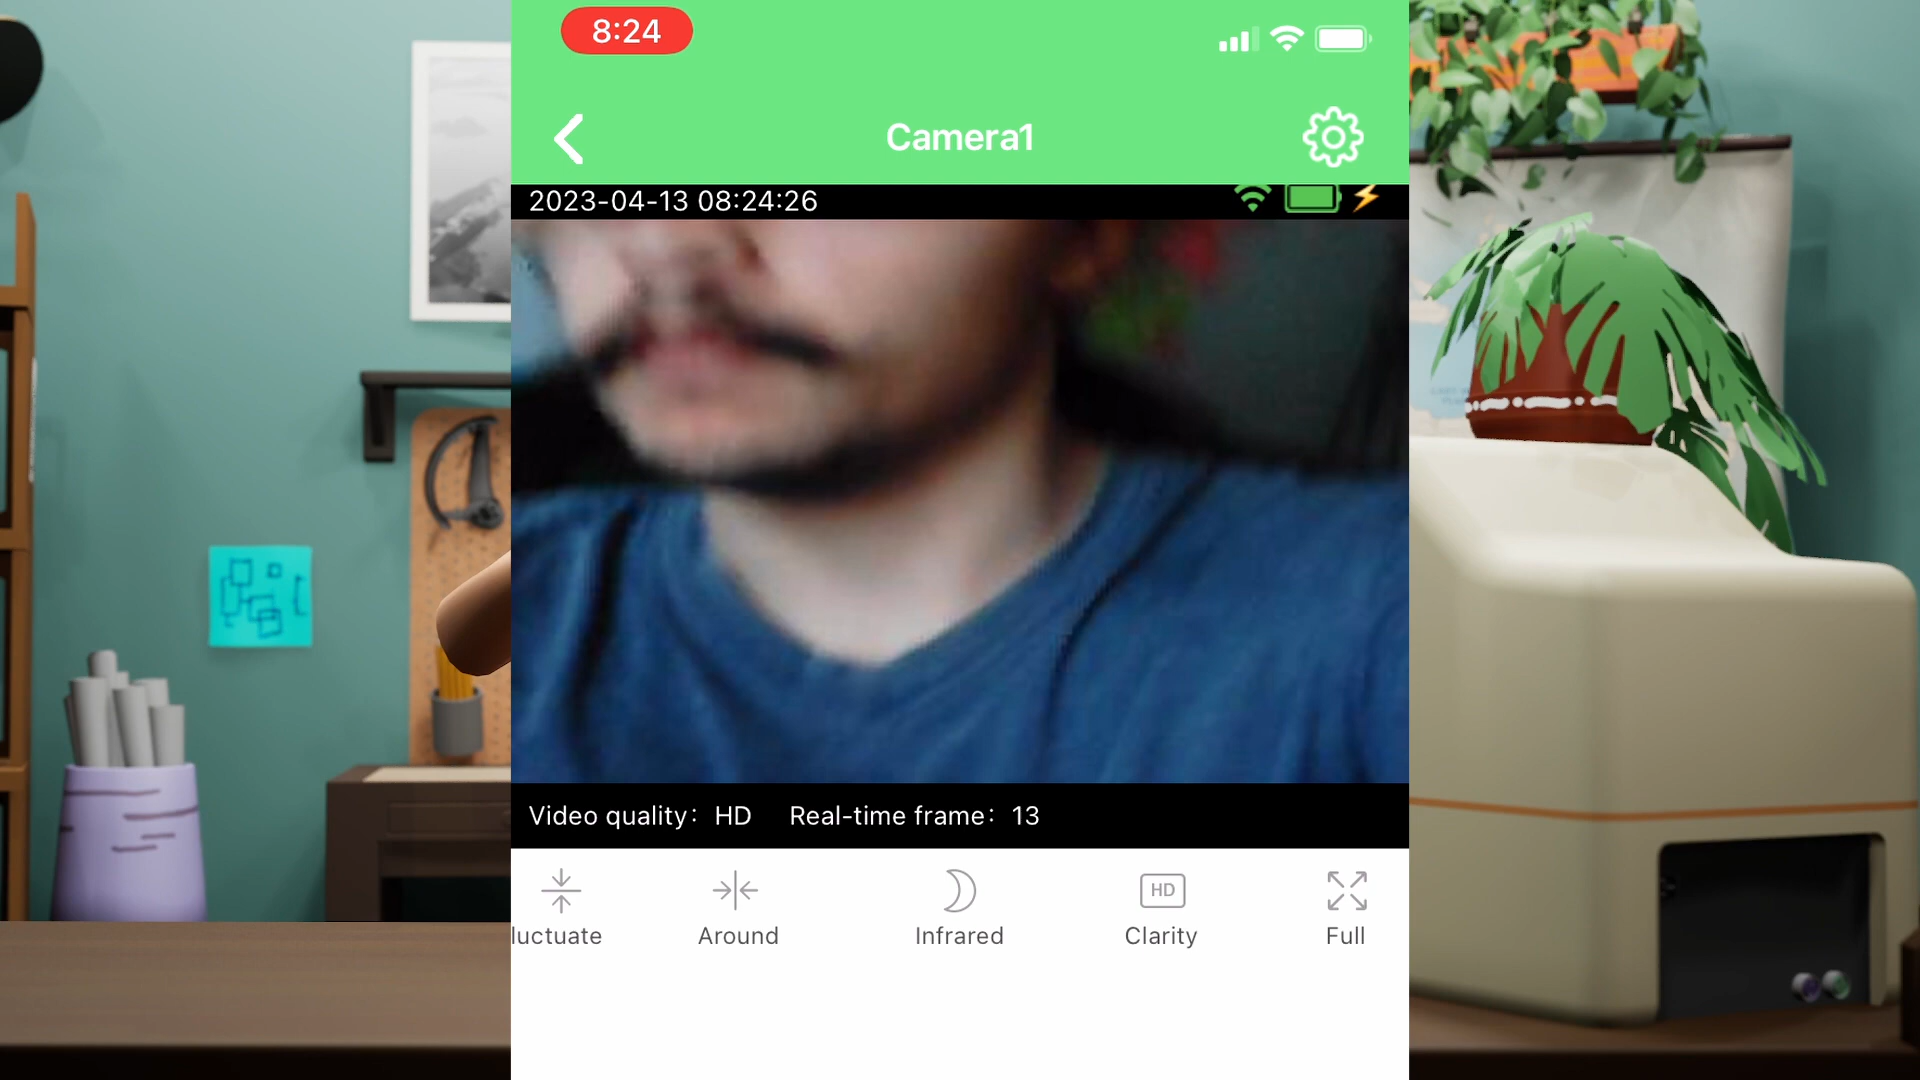 8:24
Camera1
2023-04-13 08:24:26
Video quality: HD Real-time frame: 13
HD
luctuate Around Infrared Clarity Full